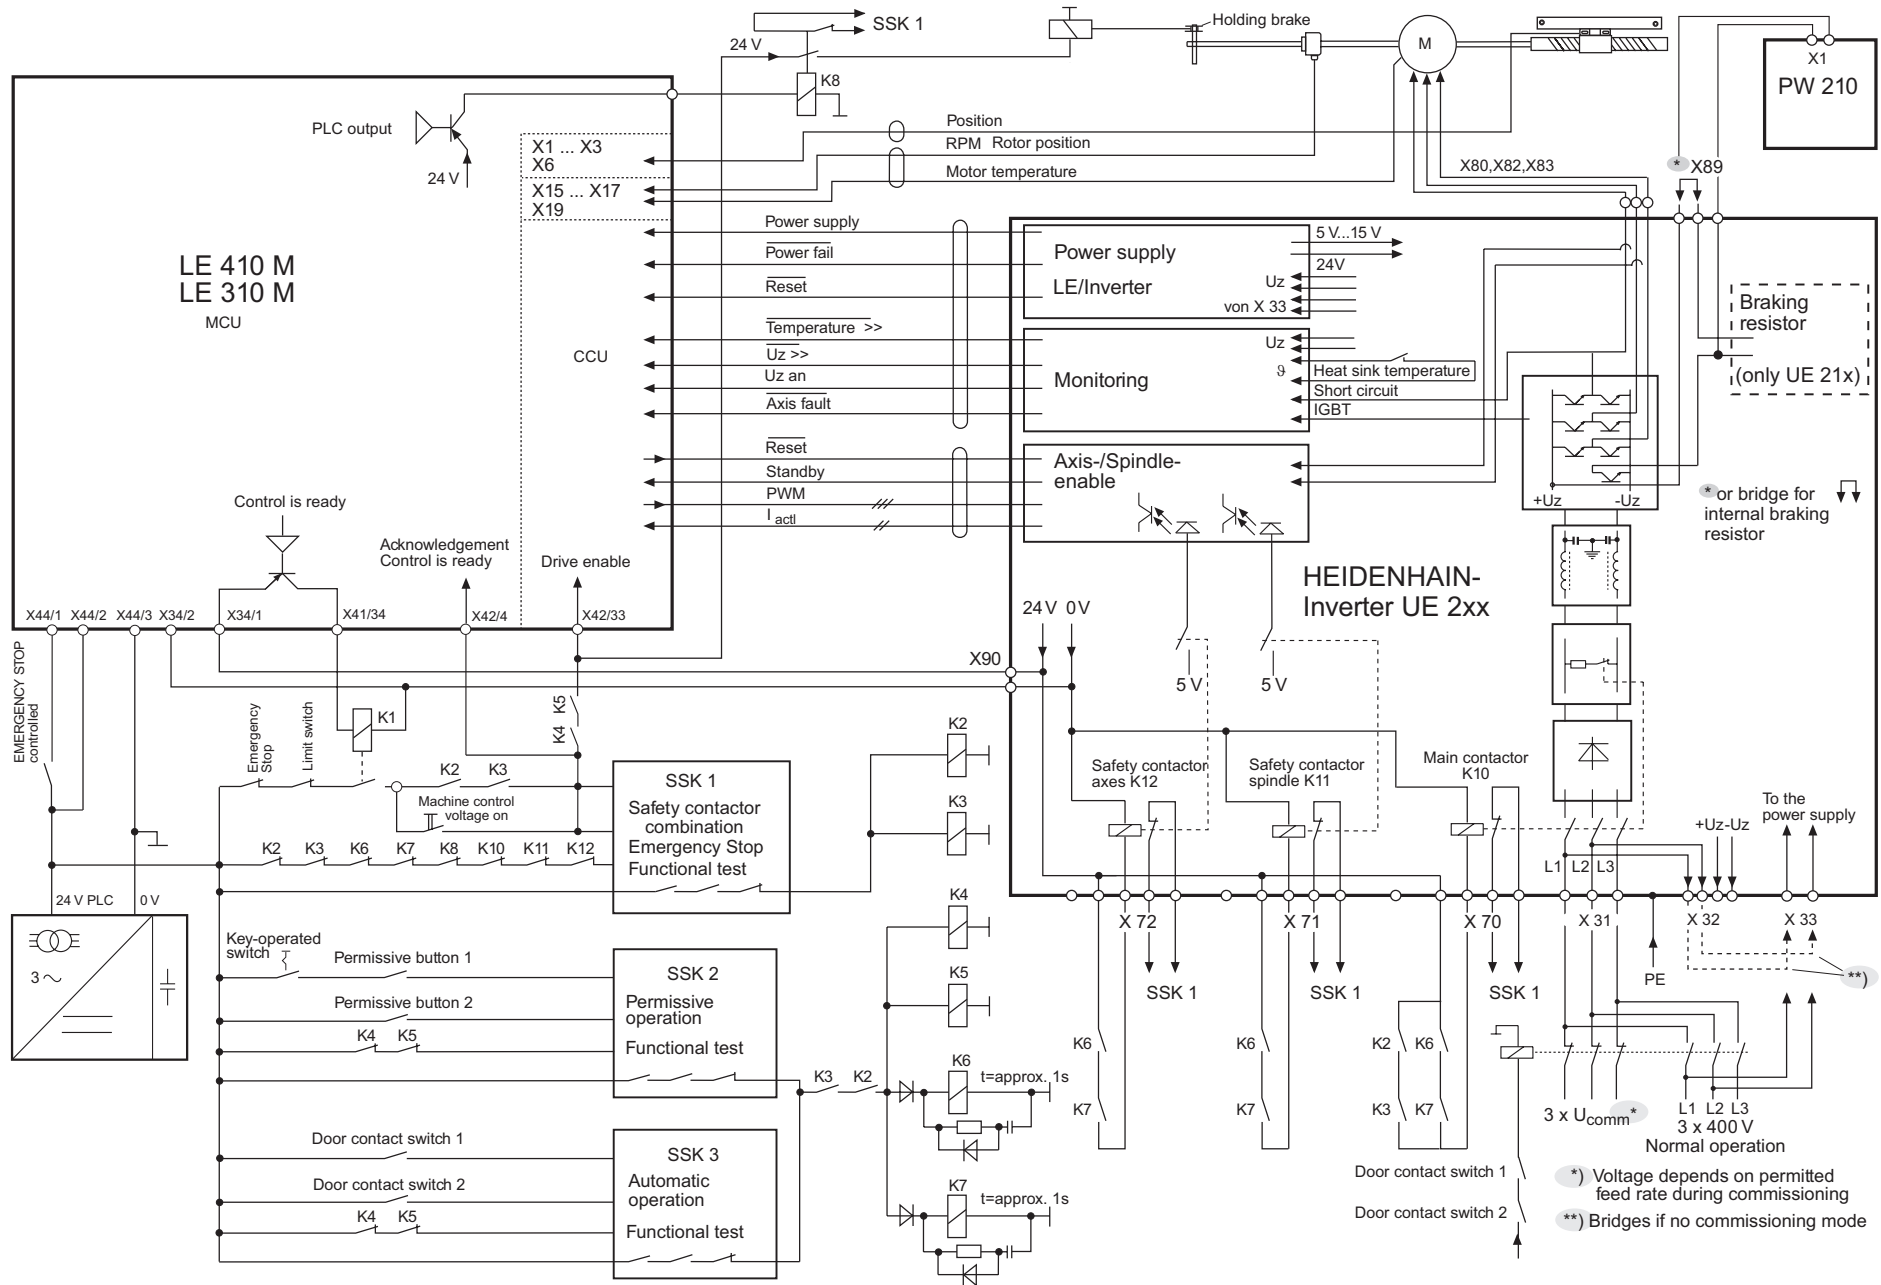 SSK 1
24 V
K8
Holding brake
M
X1
PW 210
PLC output
24 V
X1 ... X3
X6
X15 ... X17
X19
Position
RPM Rotor position
Motor temperature
X80,X82,X83
* X89
LE 410 M
LE 310 M
MCU
CCU
Power supply
Power fail
Reset
Temperature >>
Uz >>
Uz an
Axis fault
Reset
Standby
PWM
I actl
Power supply
LE/Inverter
5 V...15 V
24V
Uz
von X 33
Monitoring
Uz
ϑ
Heat sink temperature
Short circuit
IGBT
Axis-/Spindle-
enable
Braking
resistor
(only UE 21x)
+Uz
-Uz
* or bridge for
internal braking
resistor
HEIDENHAIN-
Inverter UE 2xx
Control is ready
Acknowledgement
Control is ready
Drive enable
X44/1
X44/2
X44/3
X34/2
X34/1
X41/34
X42/4
X42/33
24 V
0 V
X90
5 V
5 V
EMERGENCY STOP
controlled
Emergency
Stop
Limit switch
K1
K5
K4
K2
K3
Machine control
voltage on
K2
K3
K6
K7
K8
K10
K11
K12
SSK 1
Safety contactor
combination
Emergency Stop
Functional test
K2
K3
K4
K5
Safety contactor
axes K12
Safety contactor
spindle K11
Main contactor
K10
L1
L2
L3
+Uz
-Uz
To the
power supply
X 72
X 71
X 70
X 31
X 32
X 33
SSK 1
SSK 1
SSK 1
PE
**)
24 V PLC
0 V
3 ~
Key-operated
switch
Permissive button 1
Permissive button 2
K4
K5
SSK 2
Permissive
operation
Functional test
K3
K2
K6
t=approx. 1s
K7
t=approx. 1s
Door contact switch 1
Door contact switch 2
K4
K5
SSK 3
Automatic
operation
Functional test
K6
K7
K6
K7
K2
K6
K3
K7
3 x Ucomm*
L1
L2
L3
3 x 400 V
Normal operation
Door contact switch 1
Door contact switch 2
*) Voltage depends on permitted
feed rate during commissioning
**) Bridges if no commissioning mode